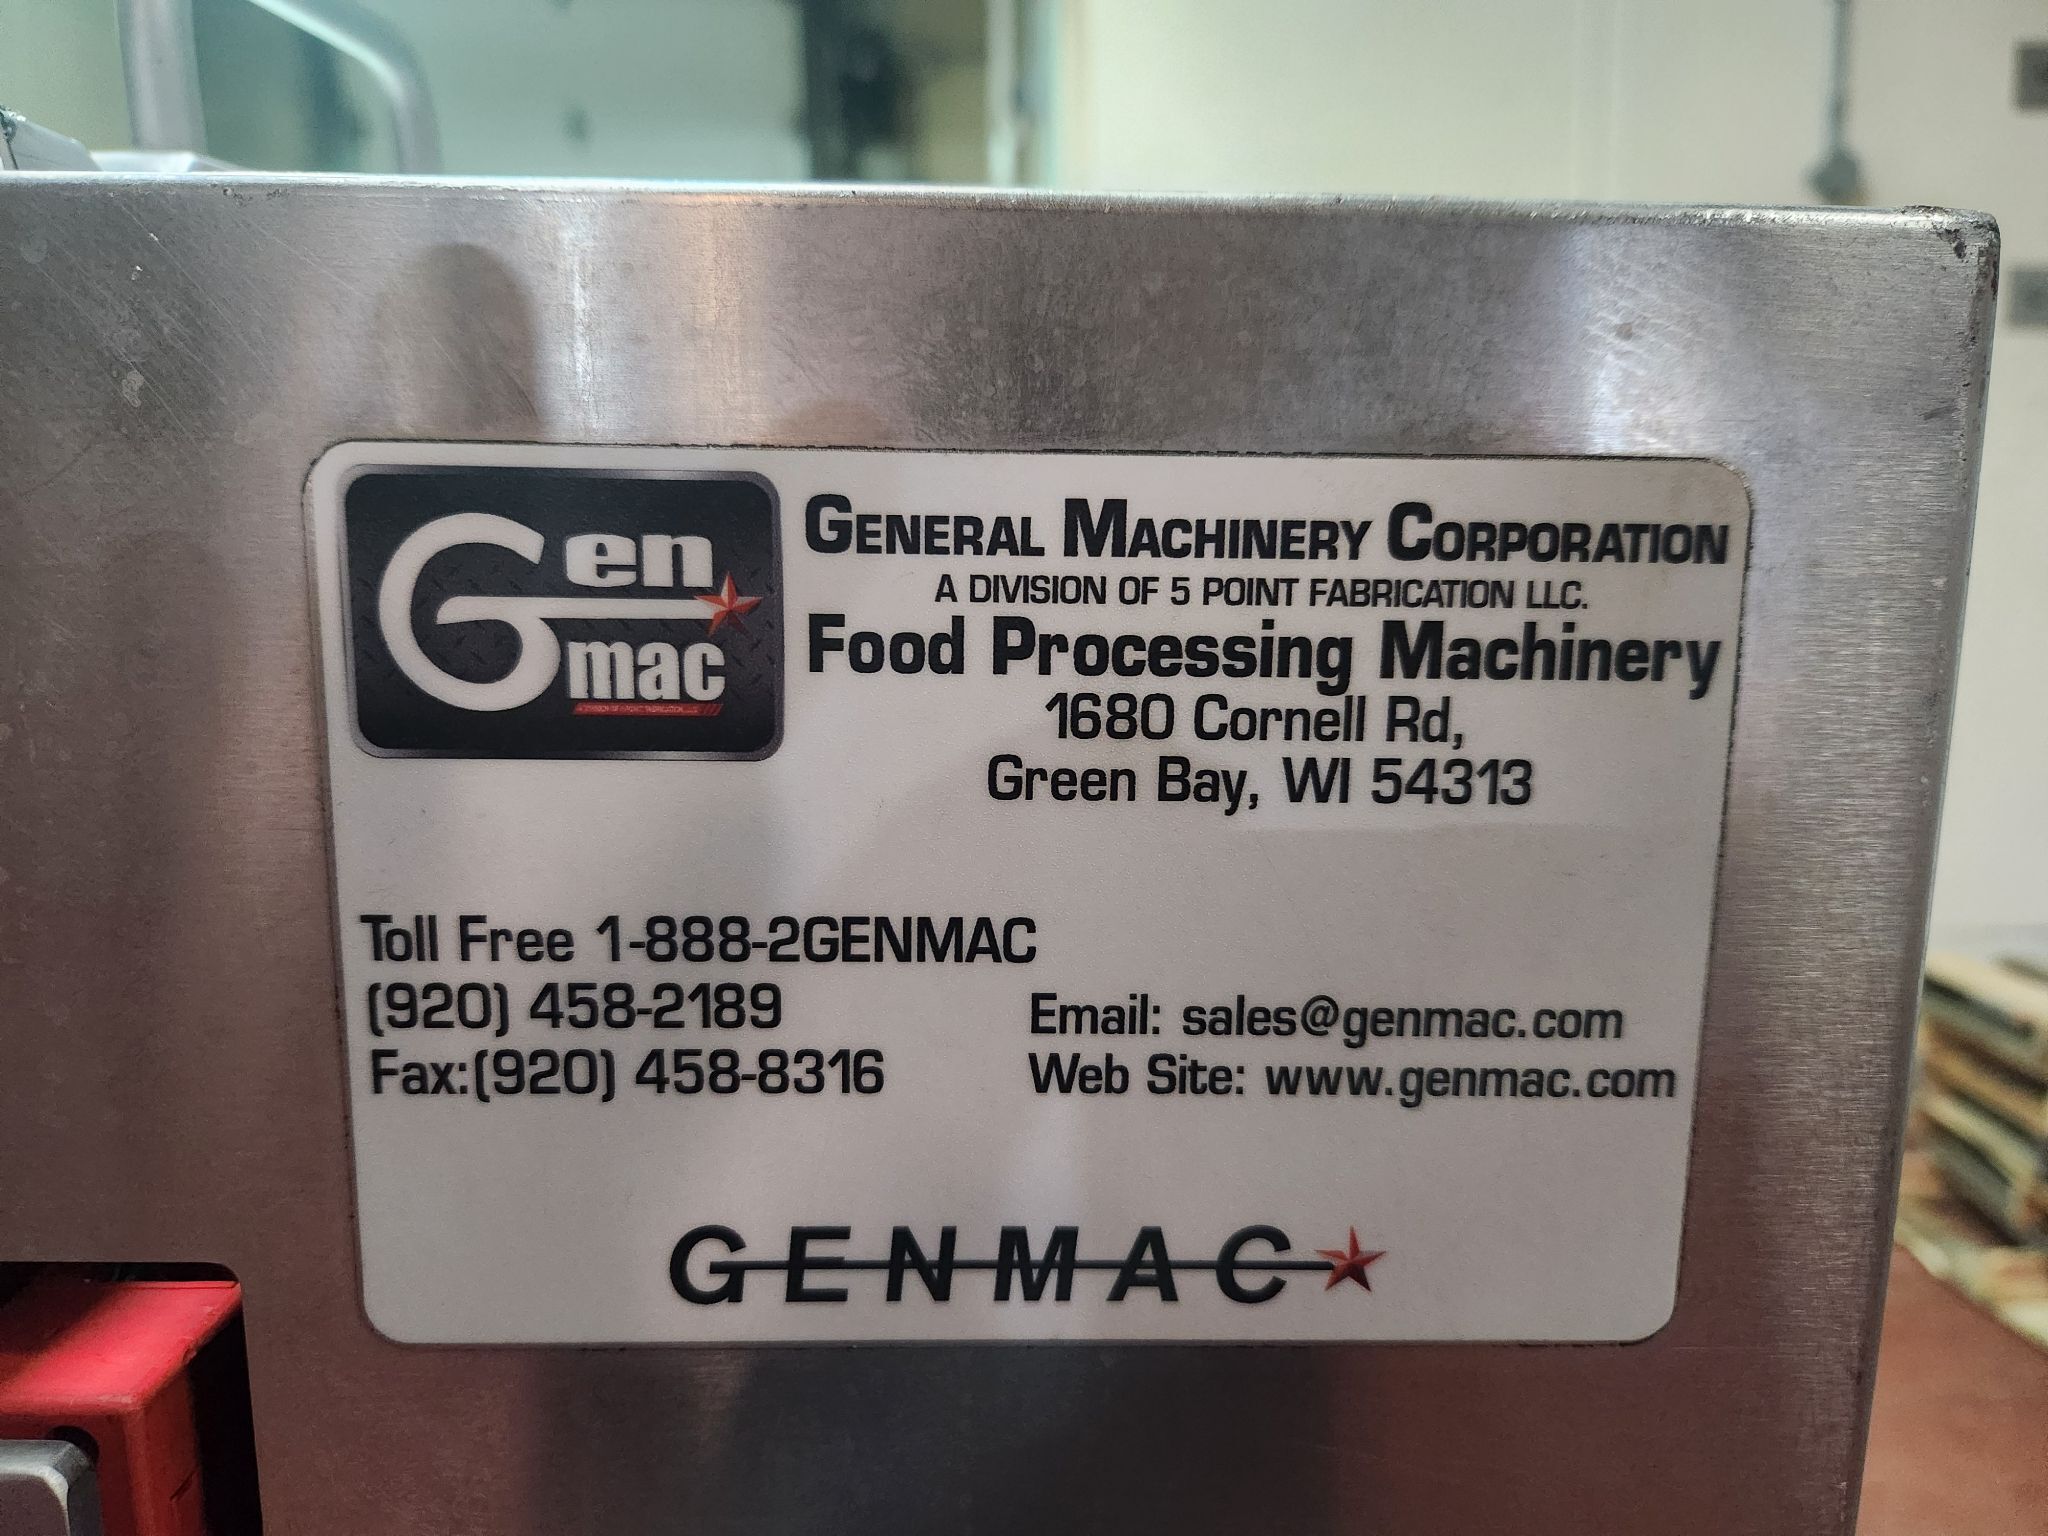 Gen
mac
GENERAL MACHINERY CORPORATION
A DIVISION OF 5 POINT FABRICATION LLC.
Food Processing Machinery
1680 Cornell Rd,
Green Bay, WI 54313
Toll Free 1-888-2GENMAC
(920) 458-2189
Fax:(920) 458-8316
Email: sales@genmac.com
Web Site: www.genmac.com
GENMAC